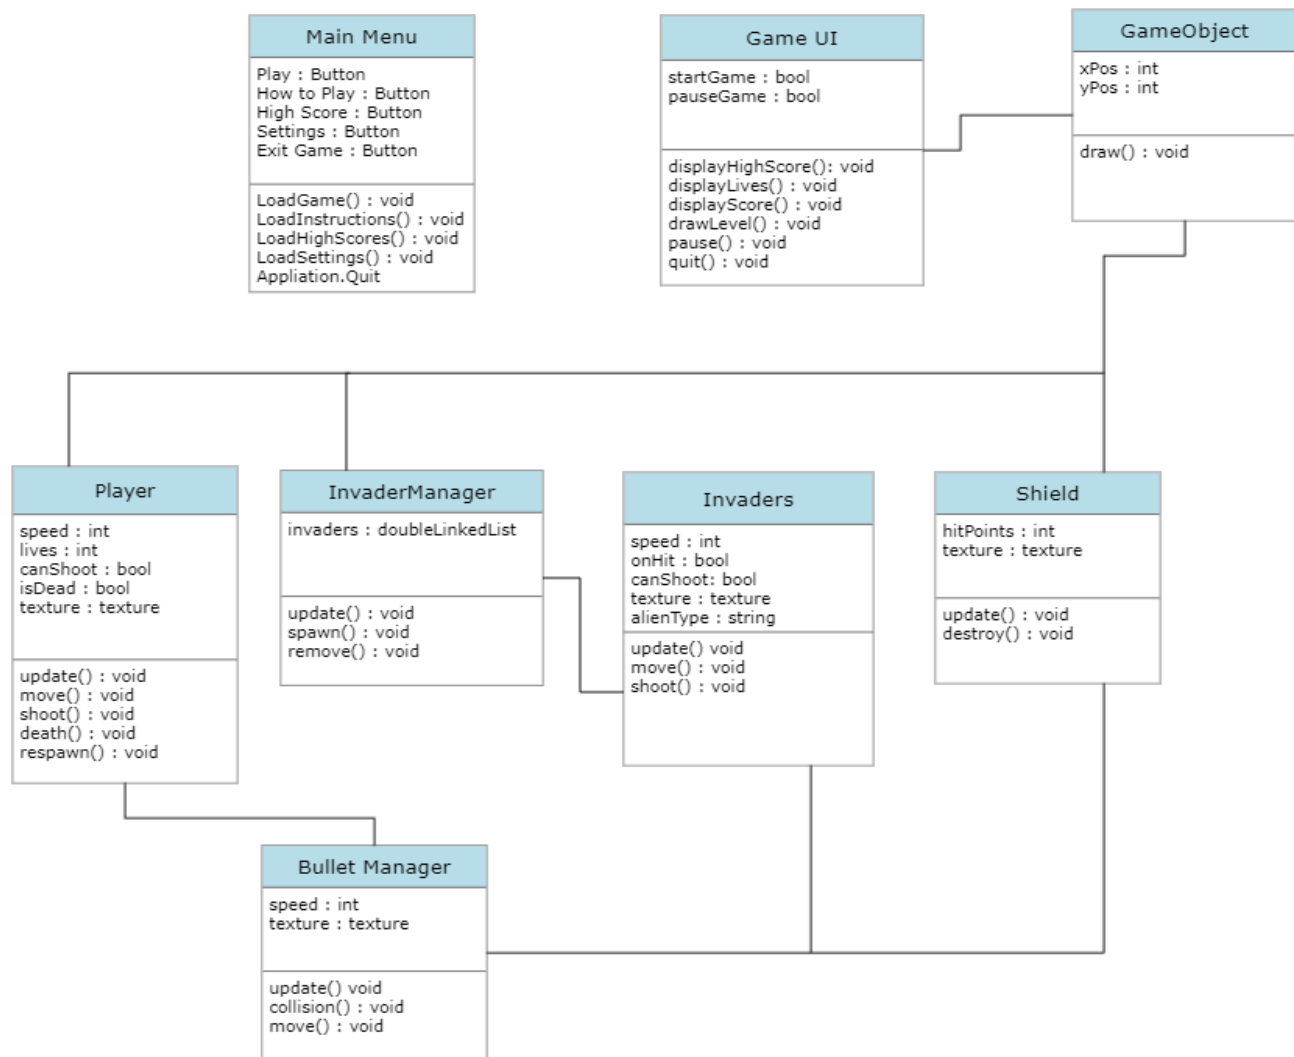 Main Menu
Play : Button
How to Play : Button
High Score : Button
Settings : Button
Exit Game : Button
LoadGame() : void
LoadInstructions() : void
LoadHighScores() : void
LoadSettings() : void
Appliation.Quit
Game UI
startGame : bool
pauseGame : bool
displayHighScore(): void
displayLives() : void
displayScore() : void
drawLevel() : void
pause() : void
quit() : void
GameObject
xPos : int
yPos : int
draw() : void
Player
speed : int
lives : int
canShoot : bool
isDead : bool
texture : texture
update() : void
move() : void
shoot() : void
death() : void
respawn() : void
InvaderManager
invaders : doubleLinkedList
update() : void
spawn() : void
remove() : void
Invaders
speed : int
onHit : bool
canShoot: bool
texture : texture
alienType : string
update() void
move() : void
shoot() : void
Shield
hitPoints : int
texture : texture
update() : void
destroy() : void
Bullet Manager
speed : int
texture : texture
update() void
collision() : void
move() : void